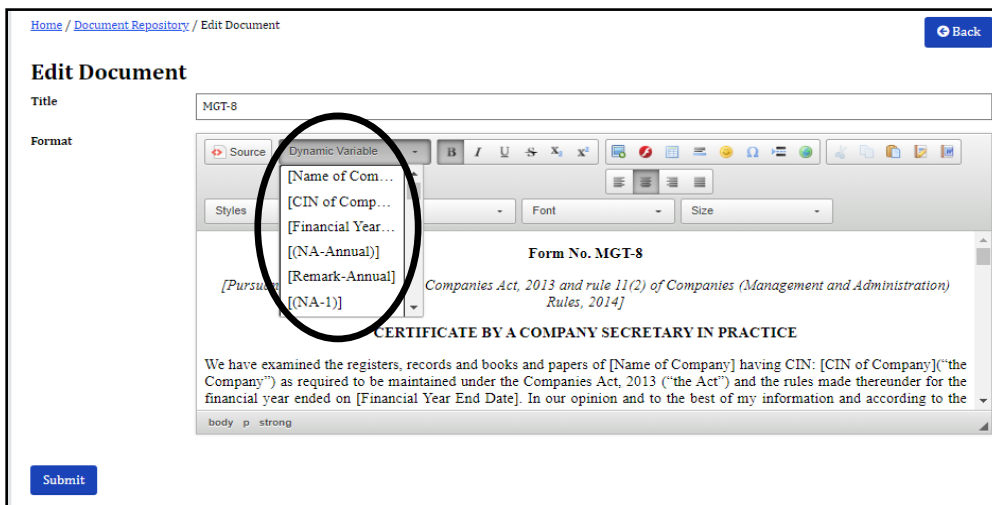 Home / Document Repository / Edit Document
Back
Edit Document
Title
MGT-8
Format
Source
Dynamic Variable
B I U S X₂ X²
[Name of Com...
[CIN of Comp...
[Financial Year...
[(NA-Annual)]
[Remark-Annual]
[(NA-1)]
Styles
Font
Size
Form No. MGT-8
[Pursu Companies Act, 2013 and rule 11(2) of Companies (Management and Administration)
Rules, 2014]
CERTIFICATE BY A COMPANY SECRETARY IN PRACTICE
We have examined the registers, records and books and papers of [Name of Company] having CIN: [CIN of Company](“the
Company”) as required to be maintained under the Companies Act, 2013 (“the Act”) and the rules made thereunder for the
financial year ended on [Financial Year End Date]. In our opinion and to the best of my information and according to the
body p strong
Submit